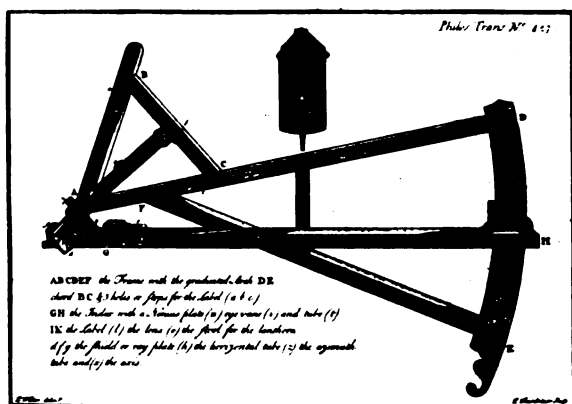 Philos Trans Nº
B
D
C
A
F
H
G
E
ABCDEF the Frame with the graduated Arch DE
chord BC & 3 holes or stops for the Label (a b c)
GH the Index with a Nonius plate (n) eye vane (v) and tube (t)
IK the Label (l) the lens (o) the stool for the lanthorn
d f g the shield or ray plate (h) the horizontal tube (z) the azimuth
tube and (x) the axis